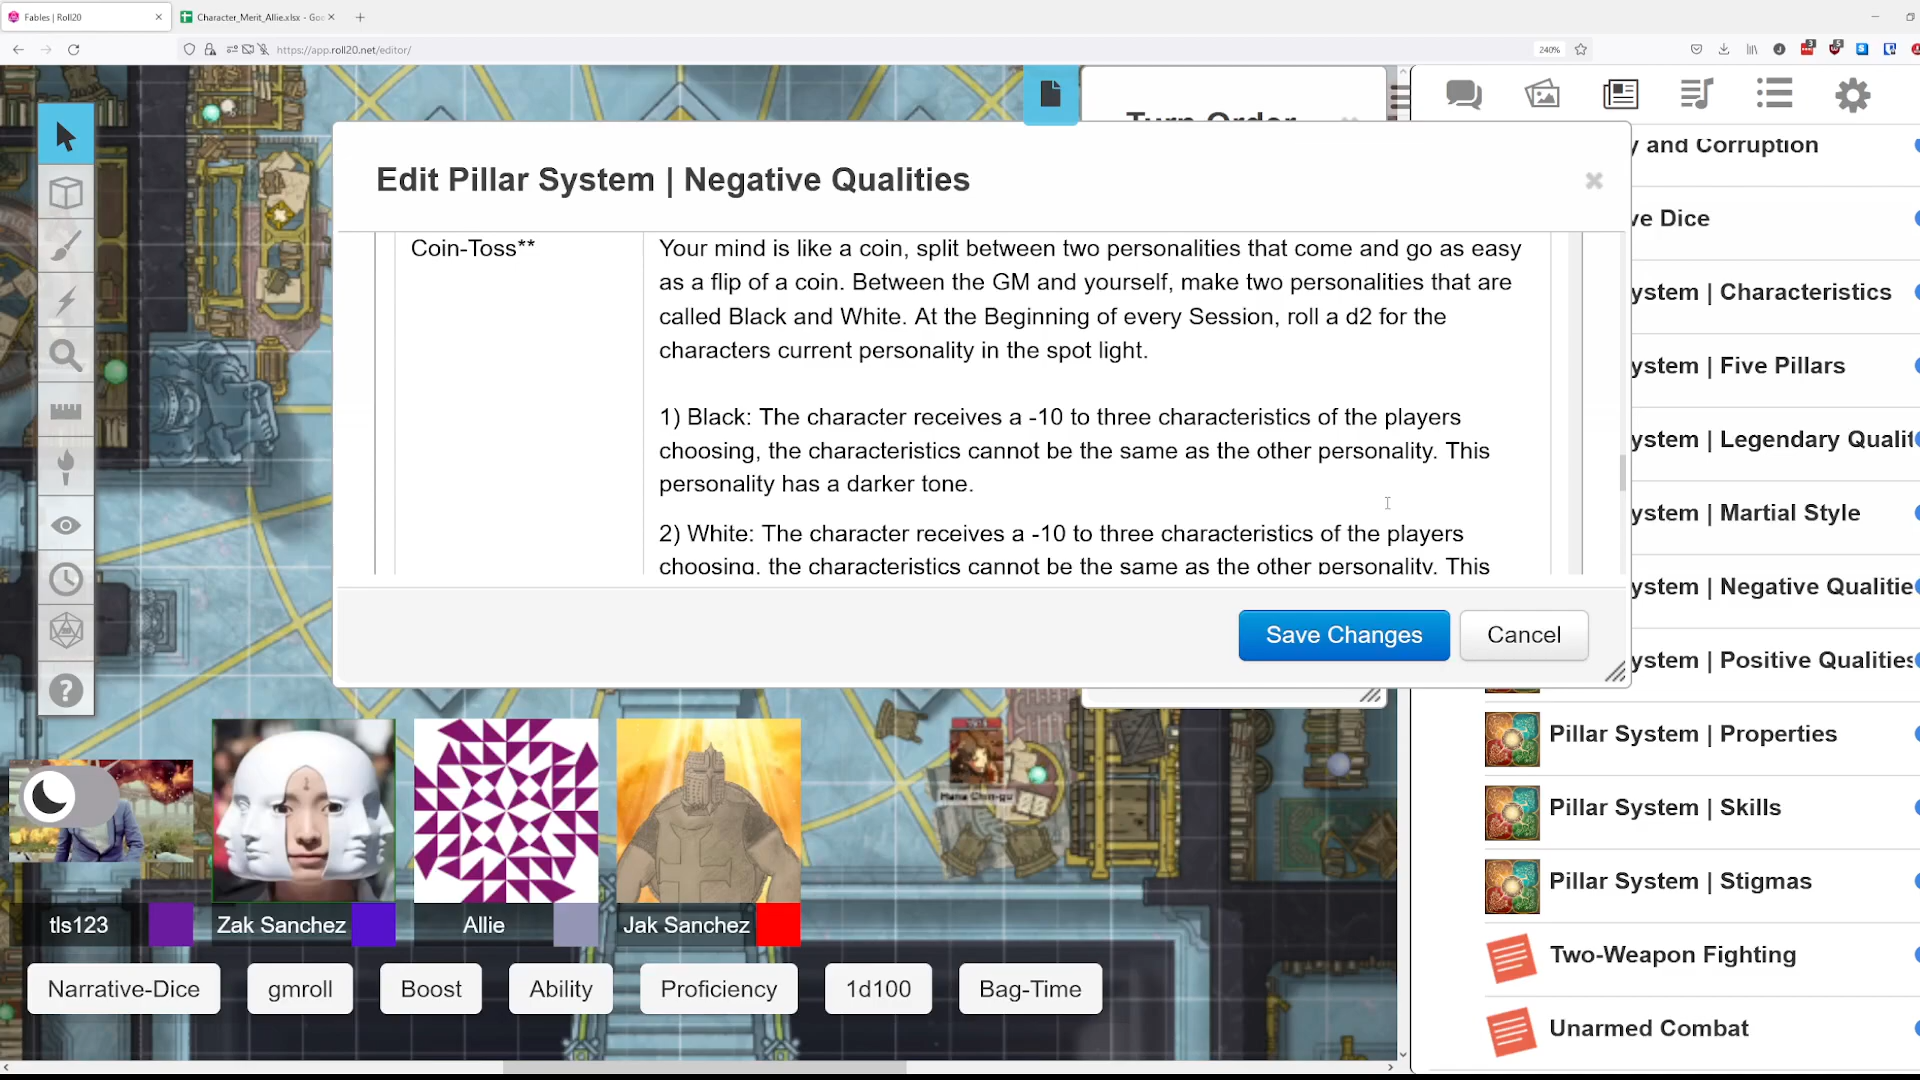 Fables | Roll20
Character_Merit_Allie.xlsx - Goo
https://app.roll20.net/editor/
240%
3
5
Turn Order
Edit Pillar System | Negative Qualities
Coin-Toss**
Your mind is like a coin, split between two personalities that come and go as easy
as a flip of a coin. Between the GM and yourself, make two personalities that are
called Black and White. At the Beginning of every Session, roll a d2 for the
characters current personality in the spot light.
1) Black: The character receives a -10 to three characteristics of the players
choosing, the characteristics cannot be the same as the other personality. This
personality has a darker tone.
2) White: The character receives a -10 to three characteristics of the players
choosing, the characteristics cannot be the same as the other personality. This
Save Changes
Cancel
y and Corruption
ve Dice
ystem | Characteristics
ystem | Five Pillars
ystem | Legendary Qualit
ystem | Martial Style
ystem | Negative Qualitie
ystem | Positive Qualities
Pillar System | Properties
Pillar System | Skills
Pillar System | Stigmas
Two-Weapon Fighting
Unarmed Combat
tls123
Zak Sanchez
Allie
Jak Sanchez
Narrative-Dice
gmroll
Boost
Ability
Proficiency
1d100
Bag-Time